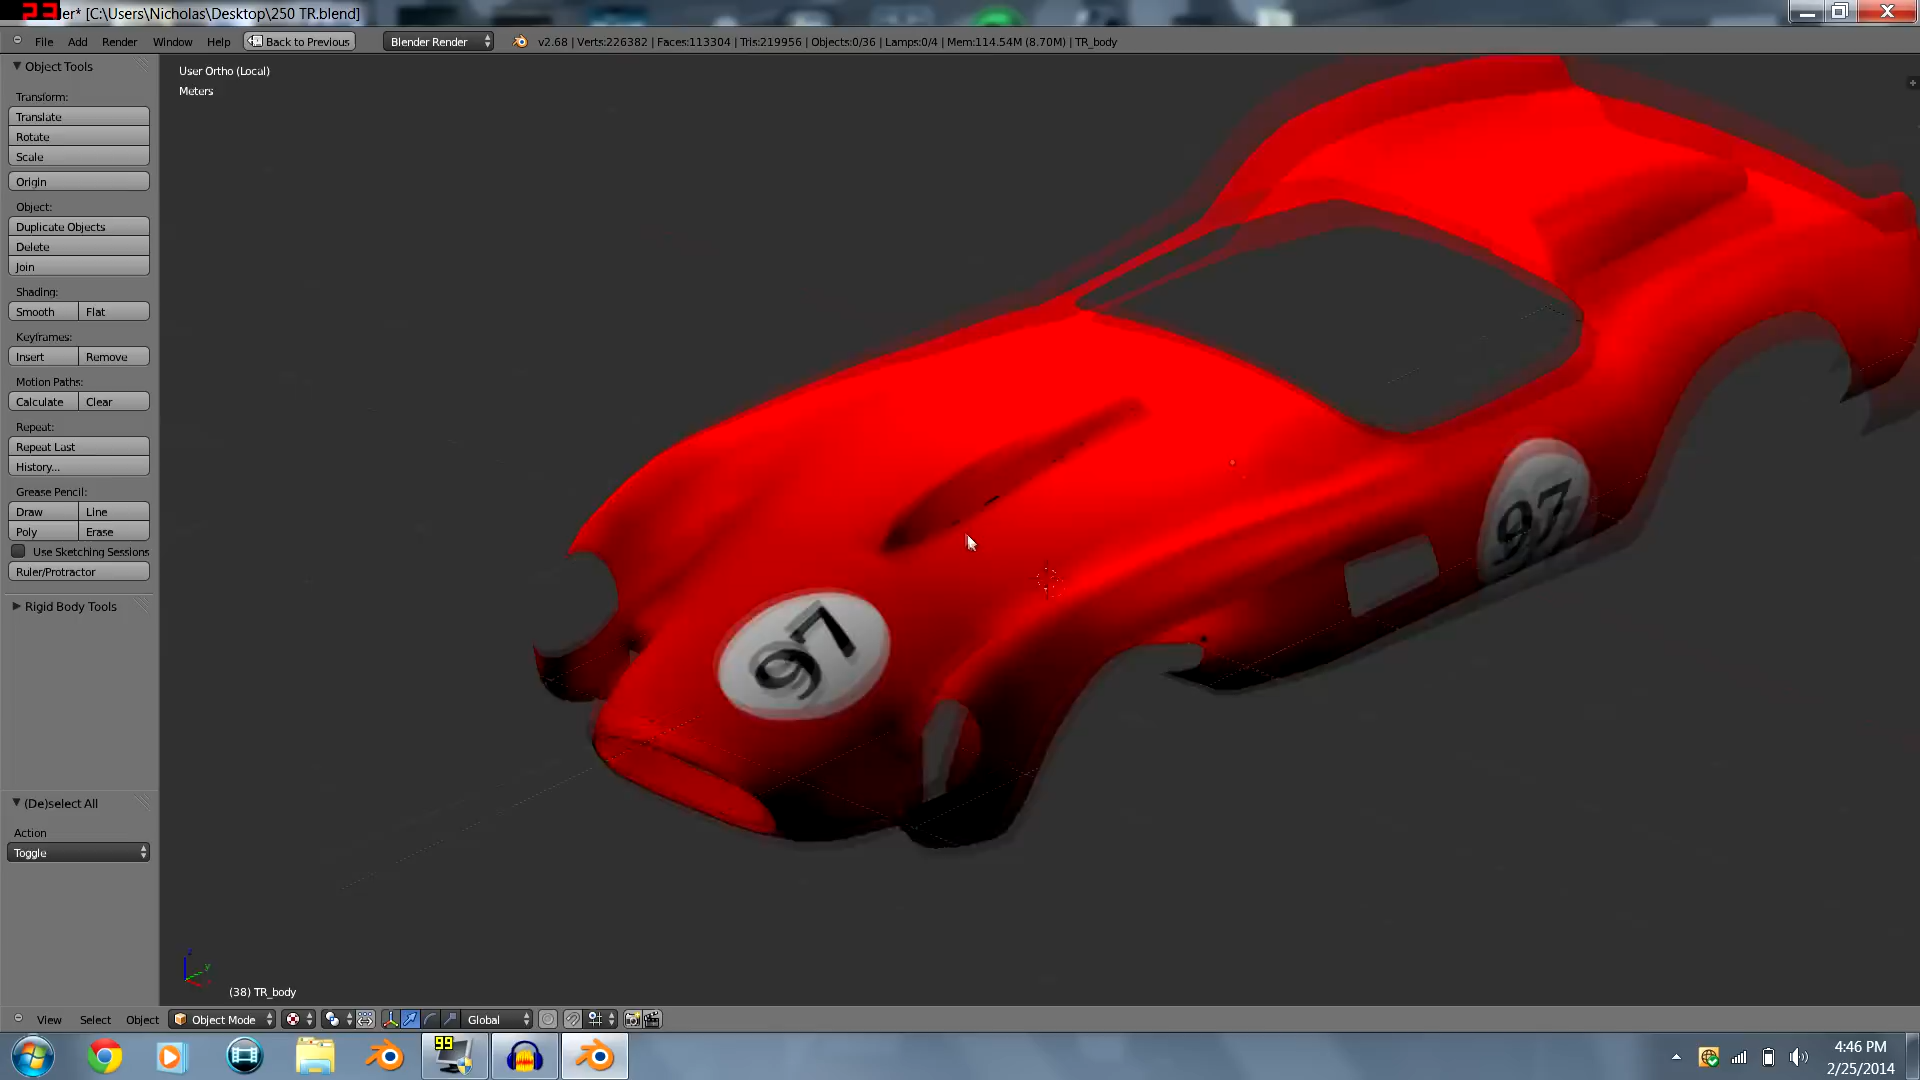 23
er* [C:\Users\Nicholas\Desktop\250 TR.blend]
File Add Render Window Help Back to Previous Blender Render v2.68 | Verts:226382 | Faces:113304 | Tris:219956 | Objects:0/36 | Lamps:0/4 | Mem:114.54M (8.70M) | TR_body
Object Tools
Transform:
Translate
Rotate
Scale
Origin
Object:
Duplicate Objects
Delete
Join
Shading:
Smooth Flat
Keyframes:
Insert Remove
Motion Paths:
Calculate Clear
Repeat:
Repeat Last
History...
Grease Pencil:
Draw Line
Poly Erase
Use Sketching Sessions
Ruler/Protractor
Rigid Body Tools
(De)select All
Action
Toggle
User Ortho (Local)
Meters
97
97
z
y
(38) TR_body
View Select Object Object Mode Global
99
4:46 PM
2/25/2014